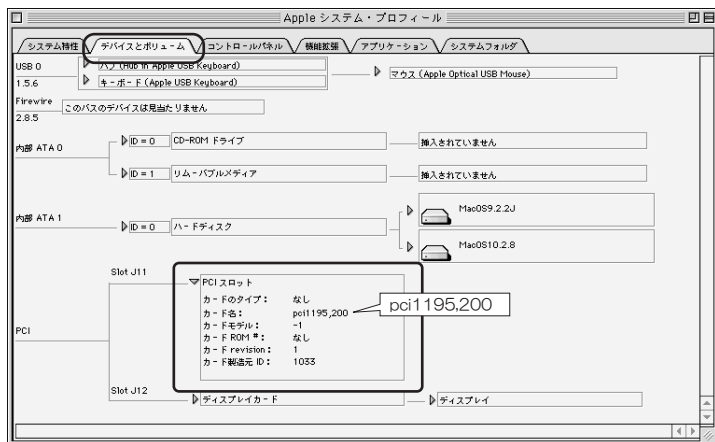 Apple システム・プロフィール
システム特性 デバイスとボリューム コントロールパネル 機能拡張 アプリケーション システムフォルダ
USB 0
1.5.6
ハブ (Hub in Apple USB Keyboard)
キーボード (Apple USB Keyboard)
マウス (Apple Optical USB Mouse)
Firewire
2.8.5
このバスのデバイスは見当たりません
内部 ATA 0
ID = 0 CD-ROM ドライブ 挿入されていません
ID = 1 リムーバブルメディア 挿入されていません
内部 ATA 1
ID = 0 ハードディスク
MacOS9.2.2J
MacOS10.2.8
PCI
Slot J11
PCI スロット
カードのタイプ： なし
カード名： pci1195,200
カードモデル： -1
カード ROM #： なし
カード revision： 1
カード製造元 ID： 1033
pci1195,200
Slot J12
ディスプレイカード ディスプレイ